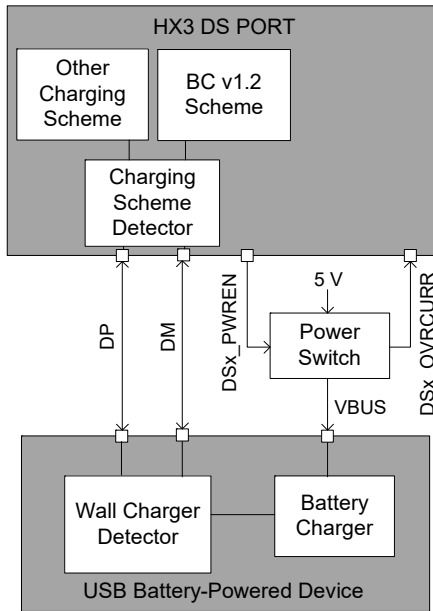 HX3 DS PORT
Other
Charging
Scheme
BC v1.2
Scheme
Charging
Scheme
Detector
DP
DM
DSx_PWREN
5 V
Power
Switch
DSx_OVRCURR
VBUS
Wall Charger
Detector
Battery
Charger
USB Battery-Powered Device